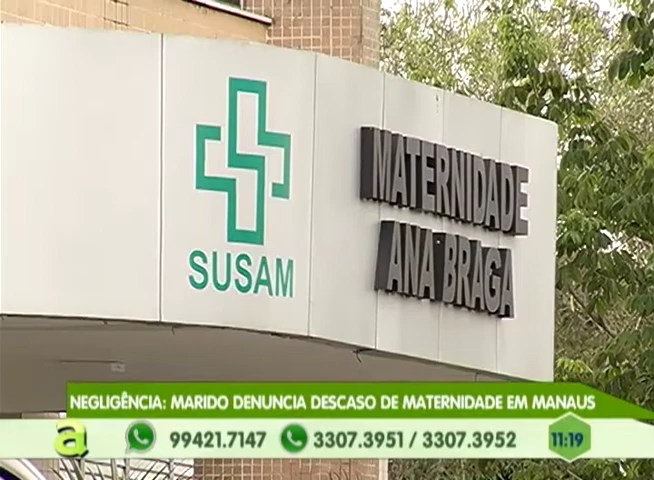 MATERNIDADE
ANA BRAGA
SUSAM
NEGLIGÊNCIA: MARIDO DENUNCIA DESCASO DE MATERNIDADE EM MANAUS
a 99421.7147 3307.3951 / 3307.3952 11:19